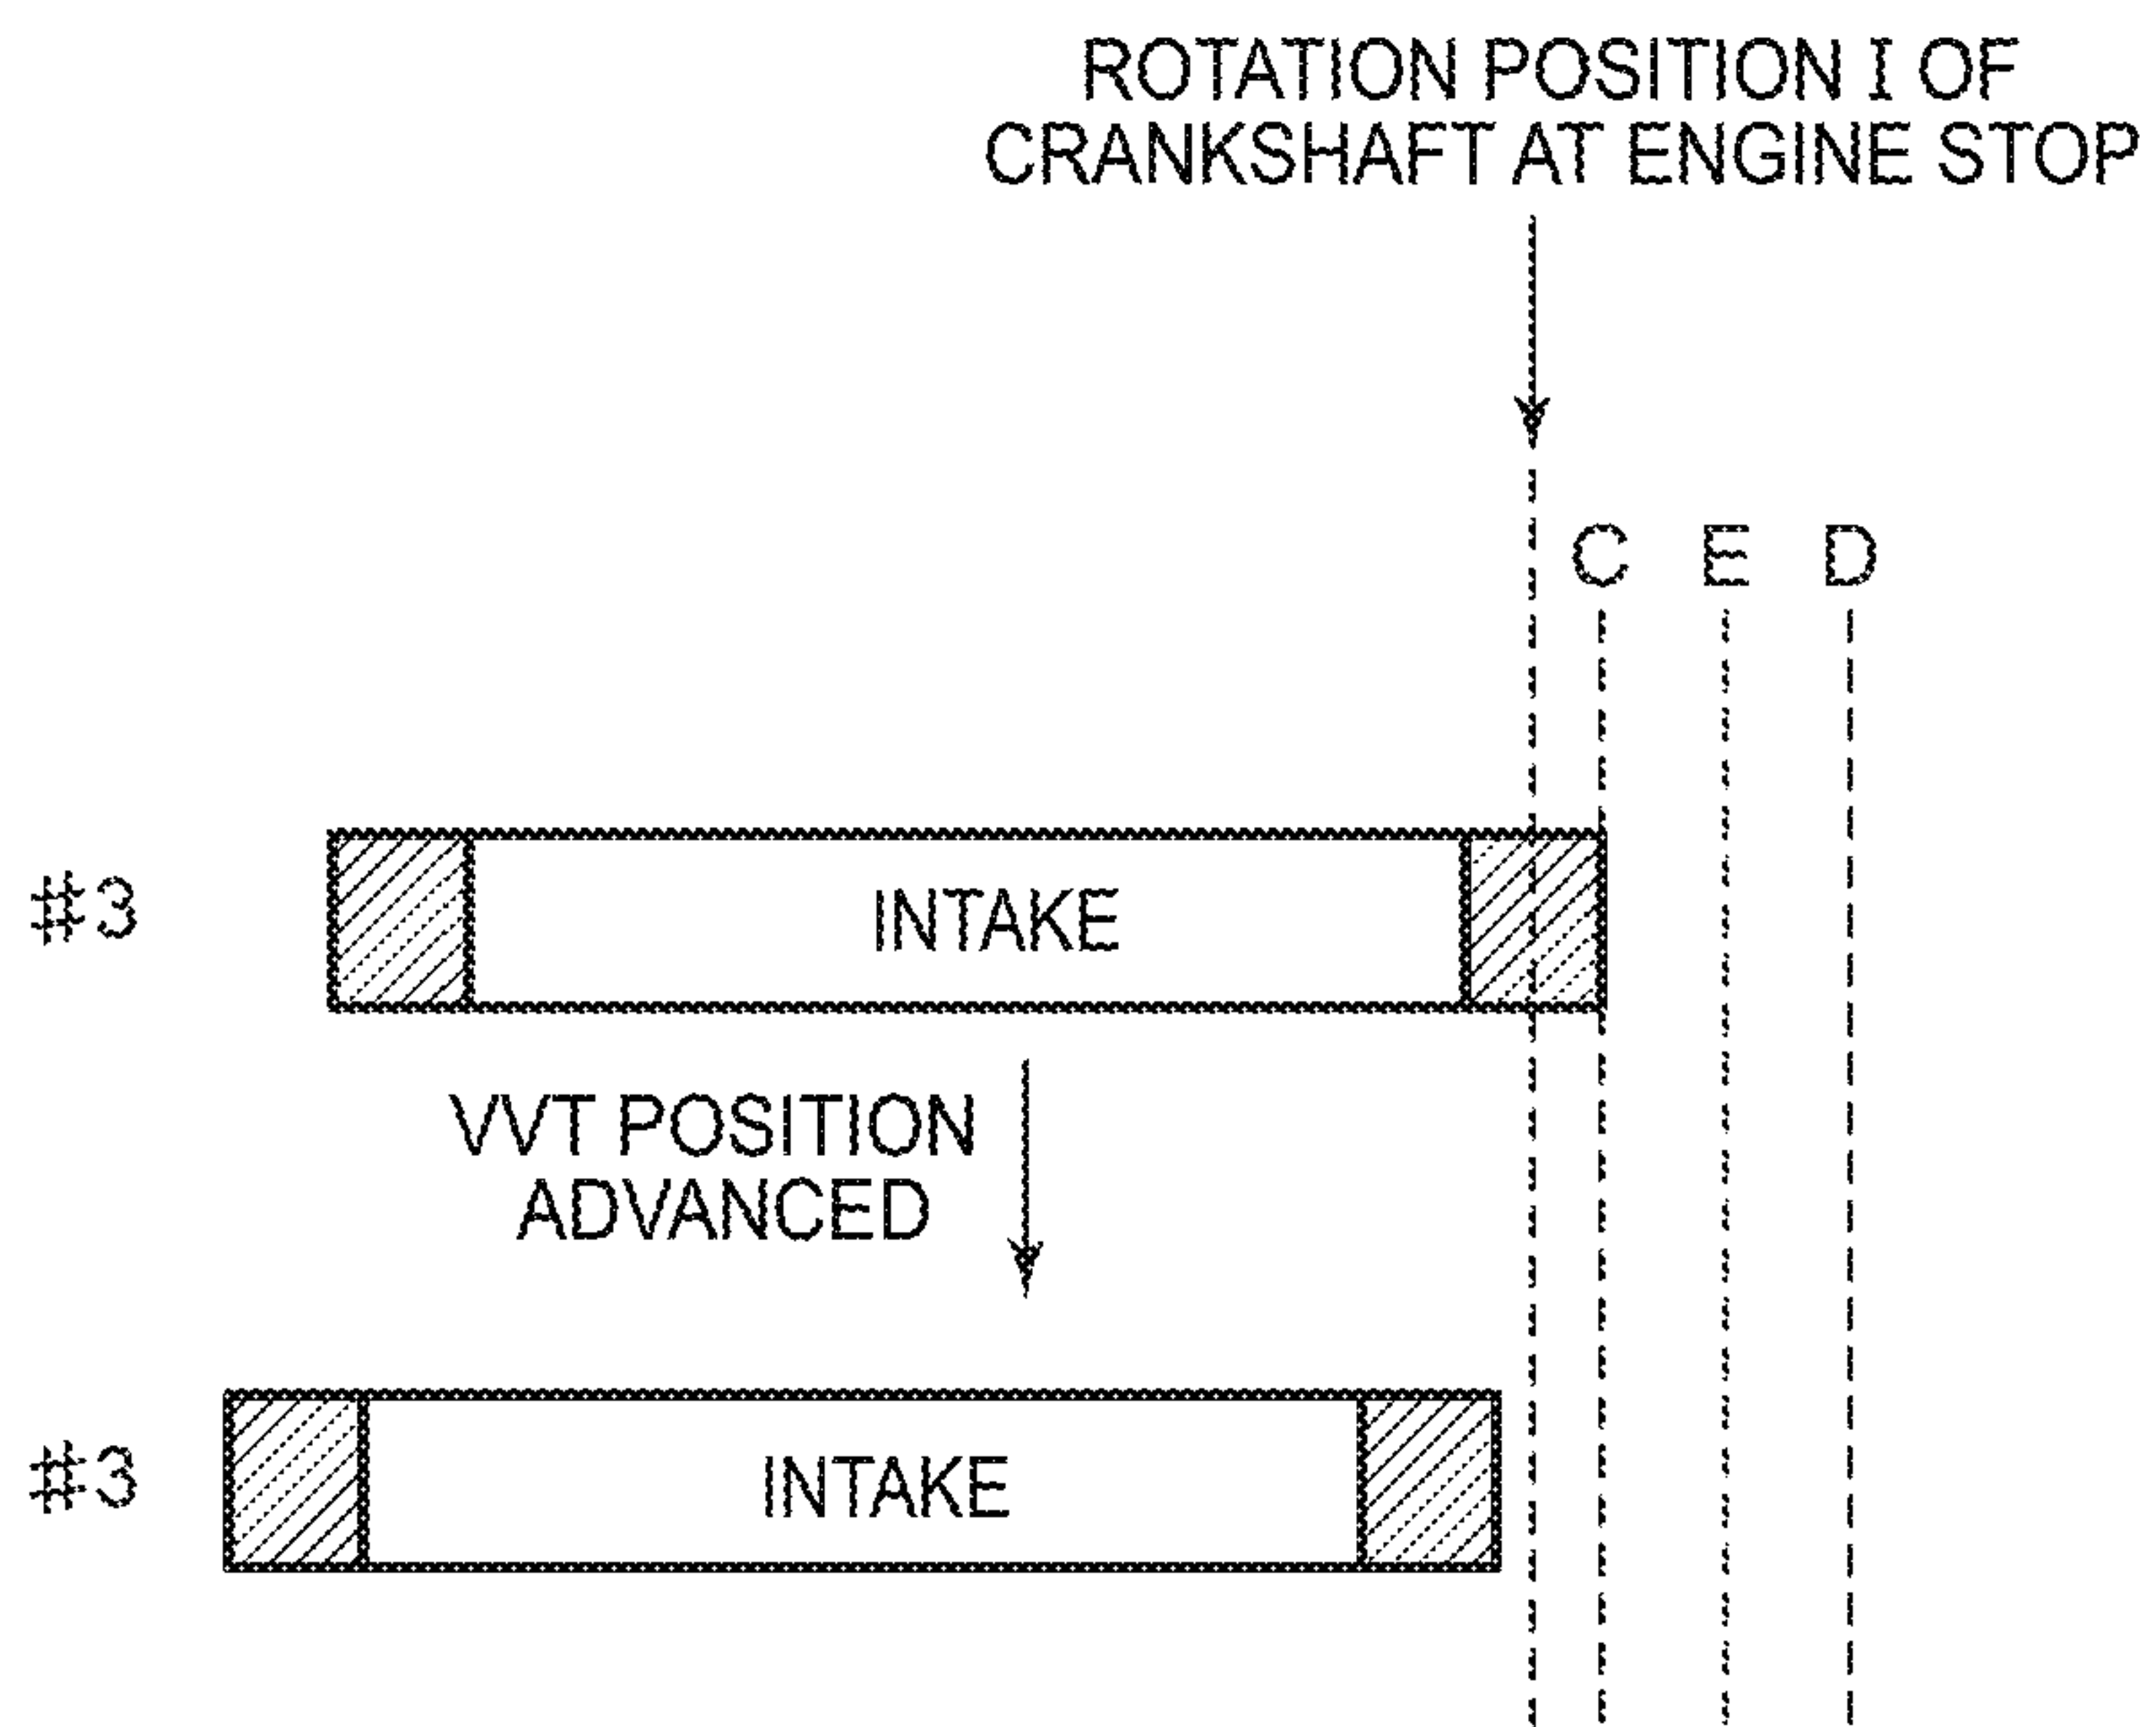 ROTATION POSITION I OF
CRANKSHAFT AT ENGINE STOP
C E D
#3 INTAKE
VVT POSITION
ADVANCED
#3 INTAKE